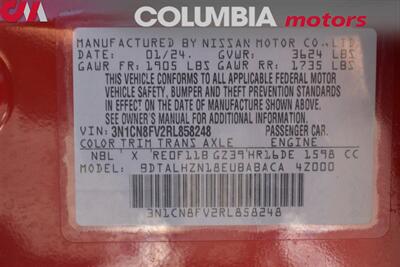 COLUMBIA motors
MANUFACTURED BY NISSAN MOTOR CO., LTD.
DATE: 01/24. GVWR: 3624 LBS
GAWR FR: 1905 LBS GAWR RR: 1735 LBS
THIS VEHICLE CONFORMS TO ALL APPLICABLE FEDERAL MOTOR
VEHICLE SAFETY, BUMPER AND THEFT PREVENTION STANDARDS
IN EFFECT ON THE DATE OF MANUFACTURE SHOWN ABOVE.
SEE OWNER'S MANUAL FOR ADDITIONAL INFORMATION
VIN: 3N1CN8FV2RL858248 PASSENGER CAR.
COLOR TRIM TRANS AXLE ENGINE
NBL X RE0F11B GZ39 HR16DE 1598 CC
MODEL: BDTALHZN18EUBABACA 4Z000
3N1CN8FV2RL858248